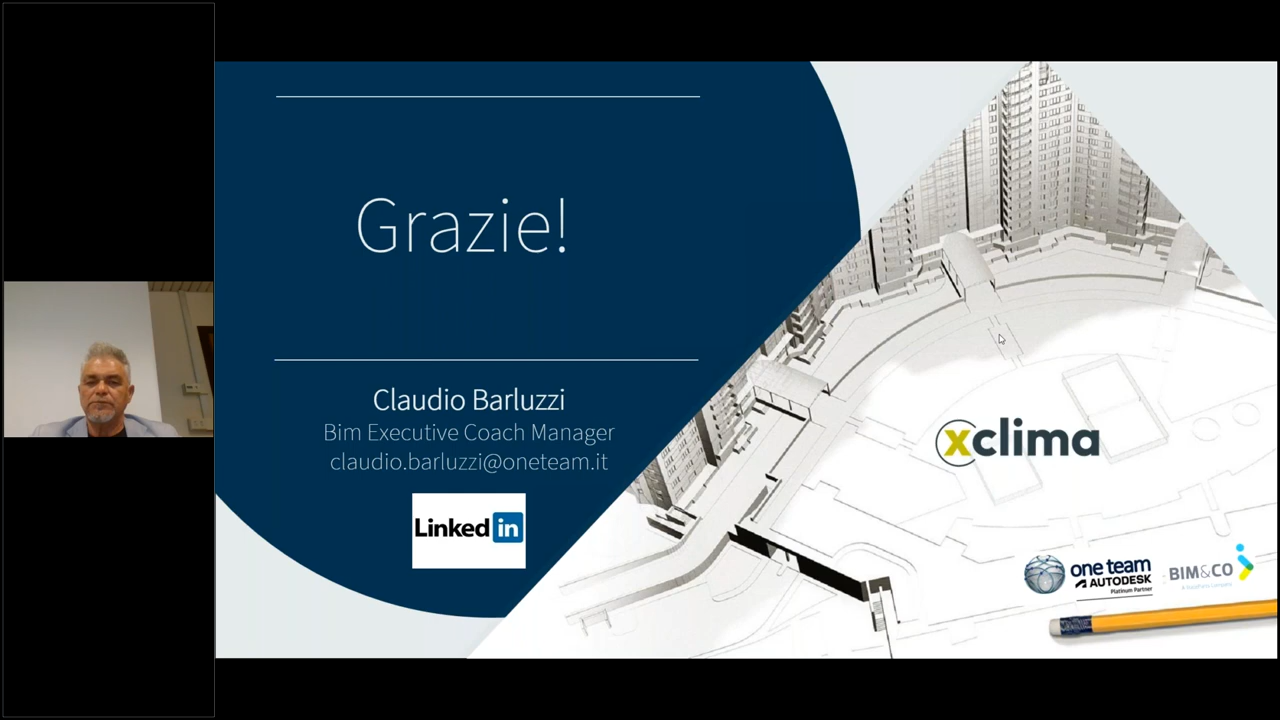 Grazie!
Claudio Barluzzi
Bim Executive Coach Manager
claudio.barluzzi@oneteam.it
Linked in
xclima
one team
AUTODESK
Platinum Partner
BIM&CO